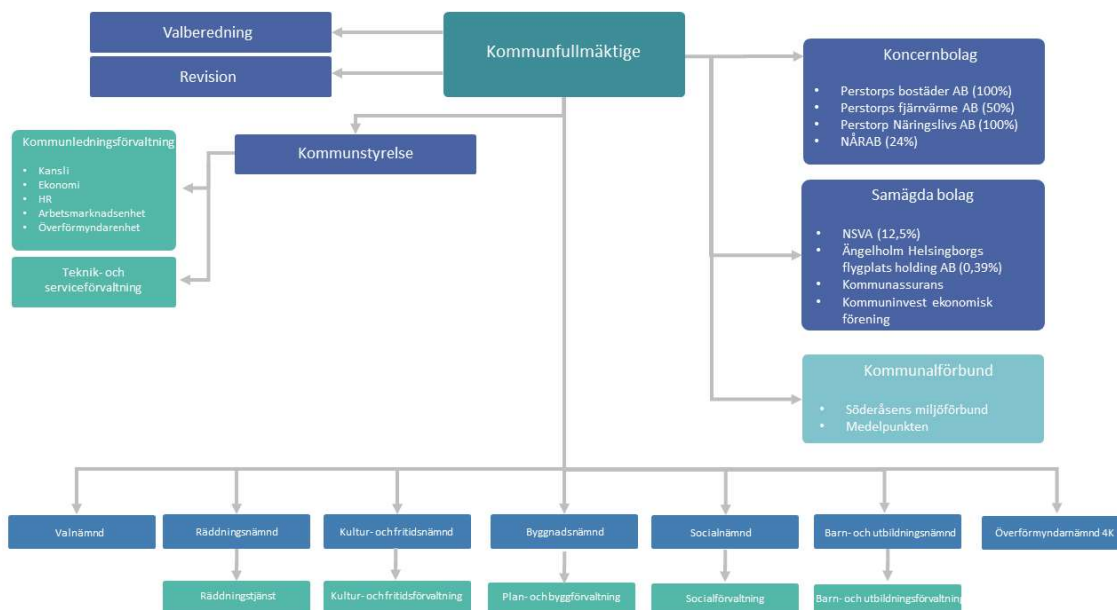 Valberedning
Revision
Kommunfullmäktige
Kommunstyrelse
Kommunledningsförvaltning
• Kansli
• Ekonomi
• HR
• Arbetsmarknadsenhet
• Överförmyndarenhet
Teknik- och
serviceförvaltning
Koncernbolag
• Perstorps bostäder AB (100%)
• Perstorps fjärrvärme AB (50%)
• Perstorp Näringslivs AB (100%)
• NÅRAB (24%)
Samägda bolag
• NSVA (12,5%)
• Ängelholm Helsingborgs
flygplats holding AB (0,39%)
• Kommunassurans
• Kommuninvest ekonomisk
förening
Kommunalförbund
• Söderåsens miljöförbund
• Medelpunkten
Valnämnd
Räddningsnämnd
Kultur- och fritidsnämnd
Byggnadsnämnd
Socialnämnd
Barn- och utbildningsnämnd
Överförmyndarnämnd 4K
Räddningstjänst
Kultur- och fritidsförvaltning
Plan- och byggförvaltning
Socialförvaltning
Barn- och utbildningsförvaltning